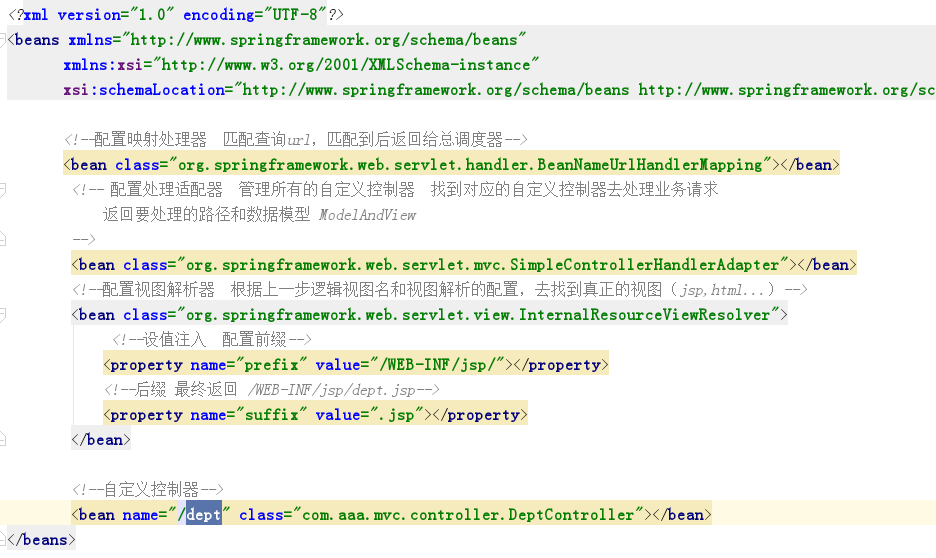 <?xml version="1.0" encoding="UTF-8"?>
<beans xmlns="http://www.springframework.org/schema/beans"
xmlns:xsi="http://www.w3.org/2001/XMLSchema-instance"
xsi:schemaLocation="http://www.springframework.org/schema/beans http://www.springframework.org/sc
<!--配置映射处理器 匹配查询url，匹配到后返回给总调度器-->
<bean class="org.springframework.web.servlet.handler.BeanNameUrlHandlerMapping"></bean>
<!-- 配置处理适配器 管理所有的自定义控制器 找到对应的自定义控制器去处理业务请求
返回要处理的路径和数据模型 ModelAndView
-->
<bean class="org.springframework.web.servlet.mvc.SimpleControllerHandlerAdapter"></bean>
<!--配置视图解析器 根据上一步逻辑视图名和视图解析的配置，去找到真正的视图（jsp,html...）-->
<bean class="org.springframework.web.servlet.view.InternalResourceViewResolver">
<!--设值注入 配置前缀-->
<property name="prefix" value="/WEB-INF/jsp/"></property>
<!--后缀 最终返回 /WEB-INF/jsp/dept.jsp-->
<property name="suffix" value=".jsp"></property>
</bean>
<!--自定义控制器-->
<bean name="/dept" class="com.aaa.mvc.controller.DeptController"></bean>
</beans>